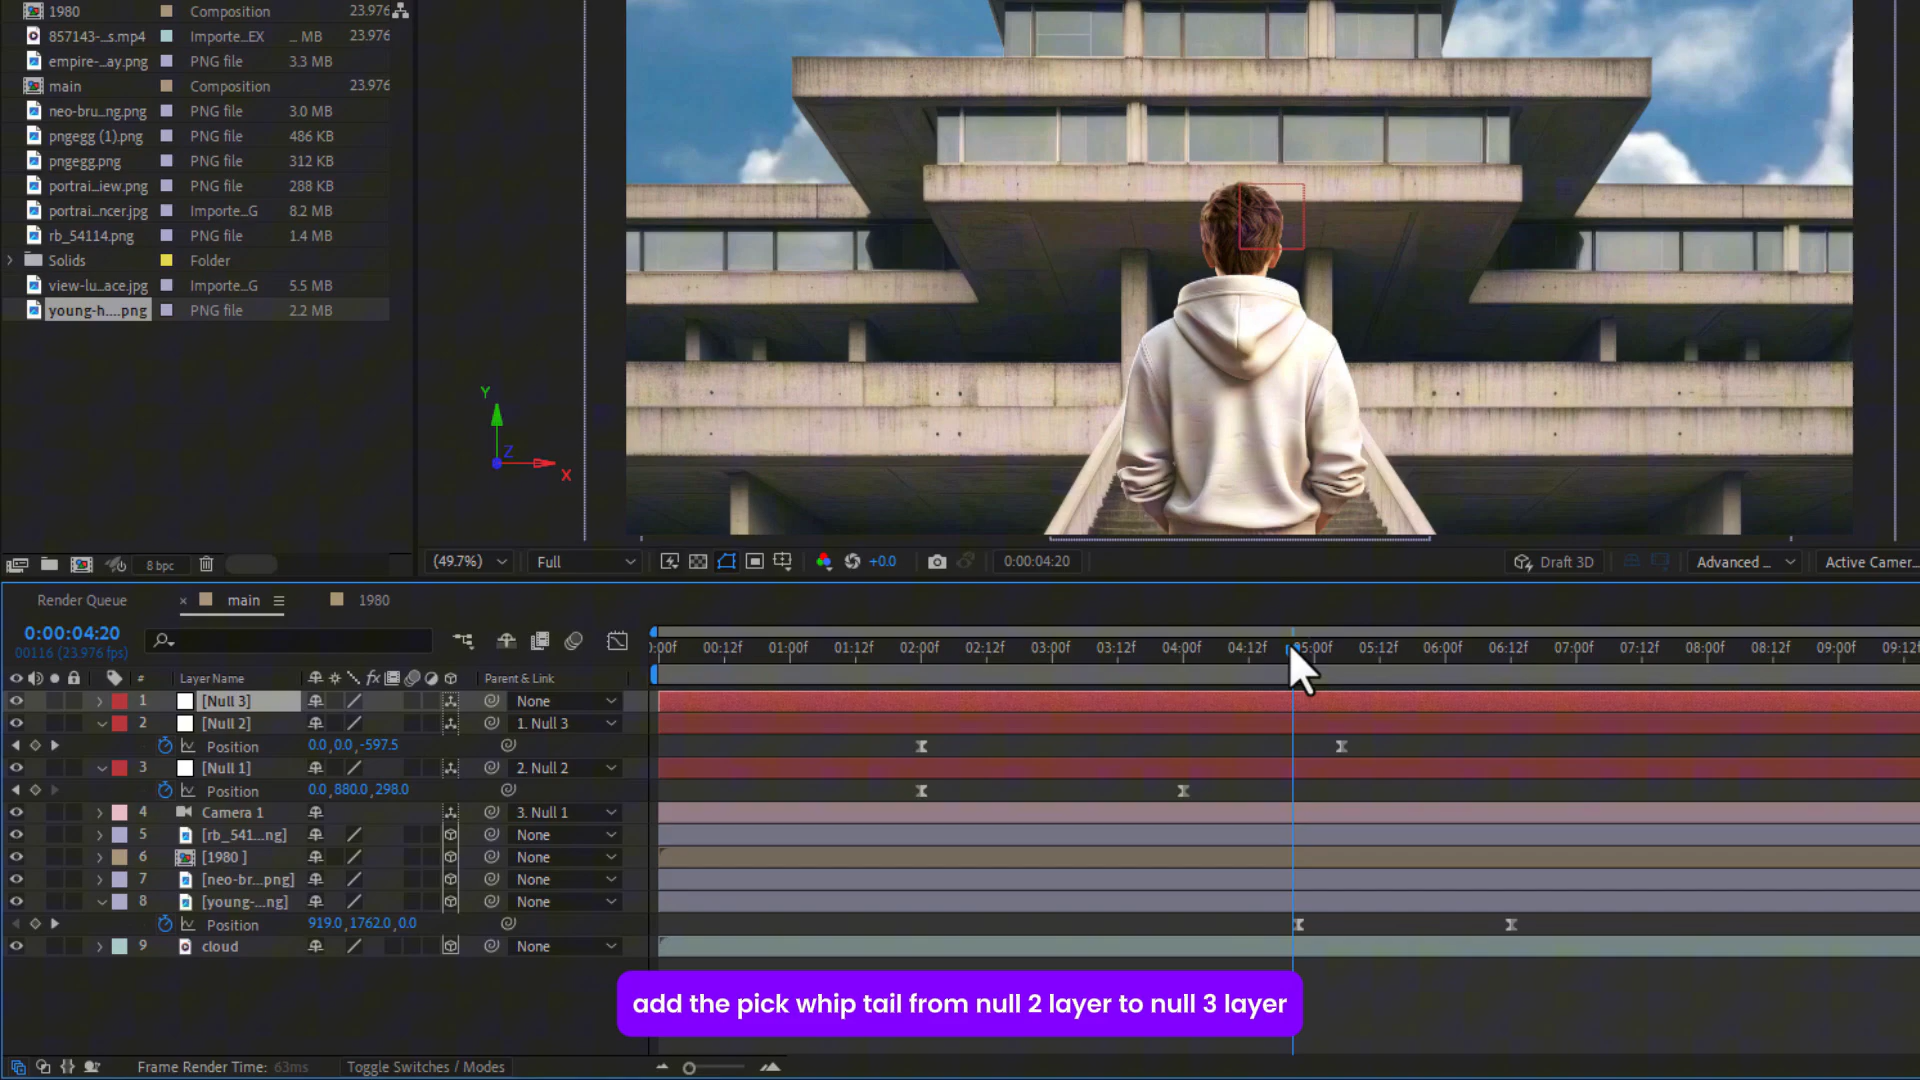 1980 Composition 23.976
857143-...s.mp4 Importe...EX ... MB 23.976
empire-...ay.png PNG file 3.3 MB
main Composition 23.976
neo-bru...ng.png PNG file 3.0 MB
pngegg (1).png PNG file 486 KB
pngegg.png PNG file 312 KB
portrai...iew.png PNG file 288 KB
portrai...ncer.jpg Importe...G 8.2 MB
rb_54114.png PNG file 1.4 MB
Solids Folder
view-lu...ace.jpg Importe...G 5.5 MB
young-h....png PNG file 2.2 MB
Y
Z
X
8 bpc
(49.7%) Full +0.0 0:00:04:20 Draft 3D Advanced ... Active Camer...
Render Queue × main 1980
0:00:04:20
00116 (23.976 fps)
:00f 00:12f 01:00f 01:12f 02:00f 02:12f 03:00f 03:12f 04:00f 04:12f 05:00f 05:12f 06:00f 06:12f 07:00f 07:12f 08:00f 08:12f 09:00f 09:12
# Layer Name fx Parent & Link
1 [Null 3] None
2 [Null 2] 1. Null 3
Position 0.0,0.0,-597.5
3 [Null 1] 2. Null 2
Position 0.0,880.0,298.0
4 Camera 1 3. Null 1
5 [rb_541...ng] None
6 [1980 ] None
7 [neo-br...png] None
8 [young-...ng] None
Position 919.0,1762.0,0.0
9 cloud None
add the pick whip tail from null 2 layer to null 3 layer
Frame Render Time: 63ms Toggle Switches / Modes